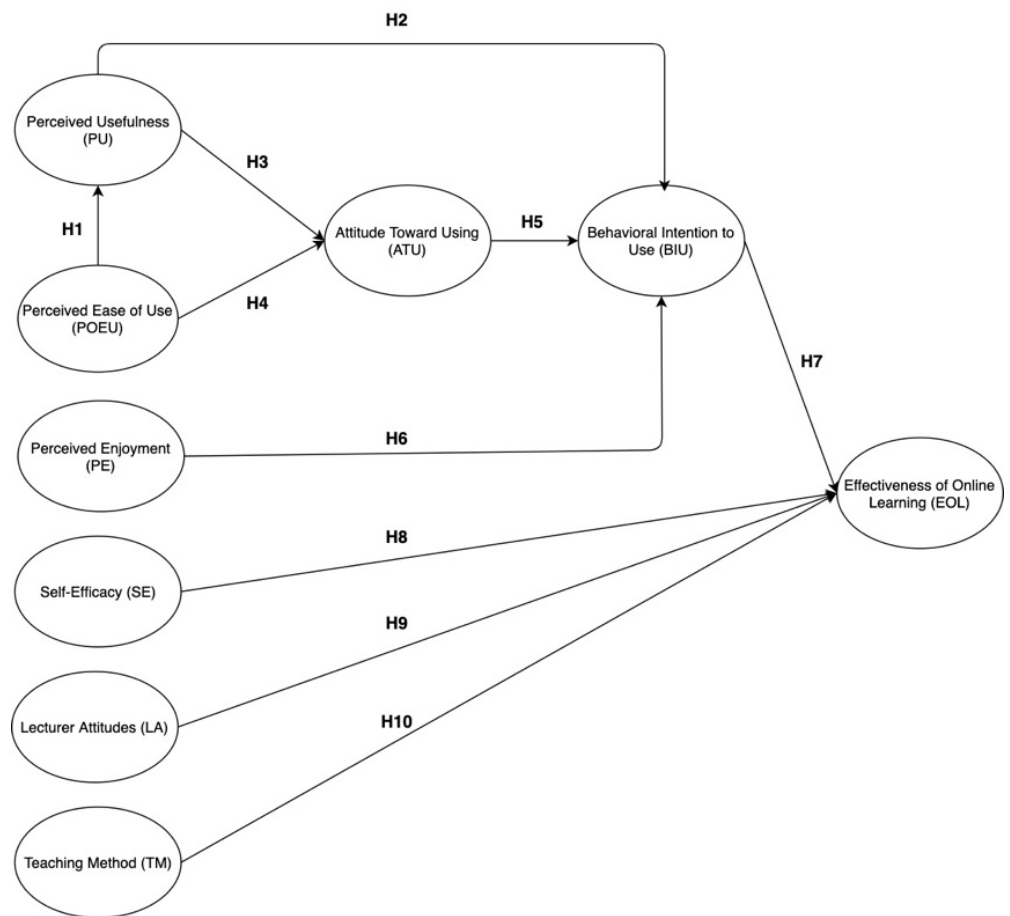 H2
Perceived Usefulness
(PU)
H3
H1
Attitude Toward Using
(ATU)
H5
Behavioral Intention to
Use (BIU)
Perceived Ease of Use
(POEU)
H4
H7
Perceived Enjoyment
(PE)
H6
Effectiveness of Online
Learning (EOL)
H8
Self-Efficacy (SE)
H9
Lecturer Attitudes (LA)
H10
Teaching Method (TM)